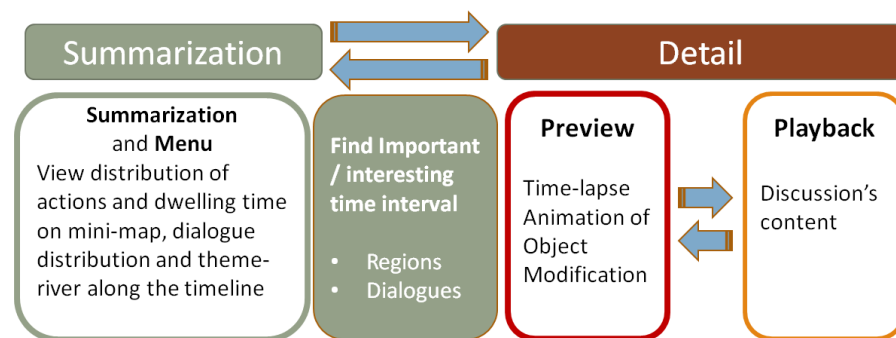 Summarization
Detail
Summarization
and Menu
View distribution of
actions and dwelling time
on mini-map, dialogue
distribution and theme-
river along the timeline
Find Important
/ interesting
time interval
• Regions
• Dialogues
Preview
Time-lapse
Animation of
Object
Modification
Playback
Discussion’s
content